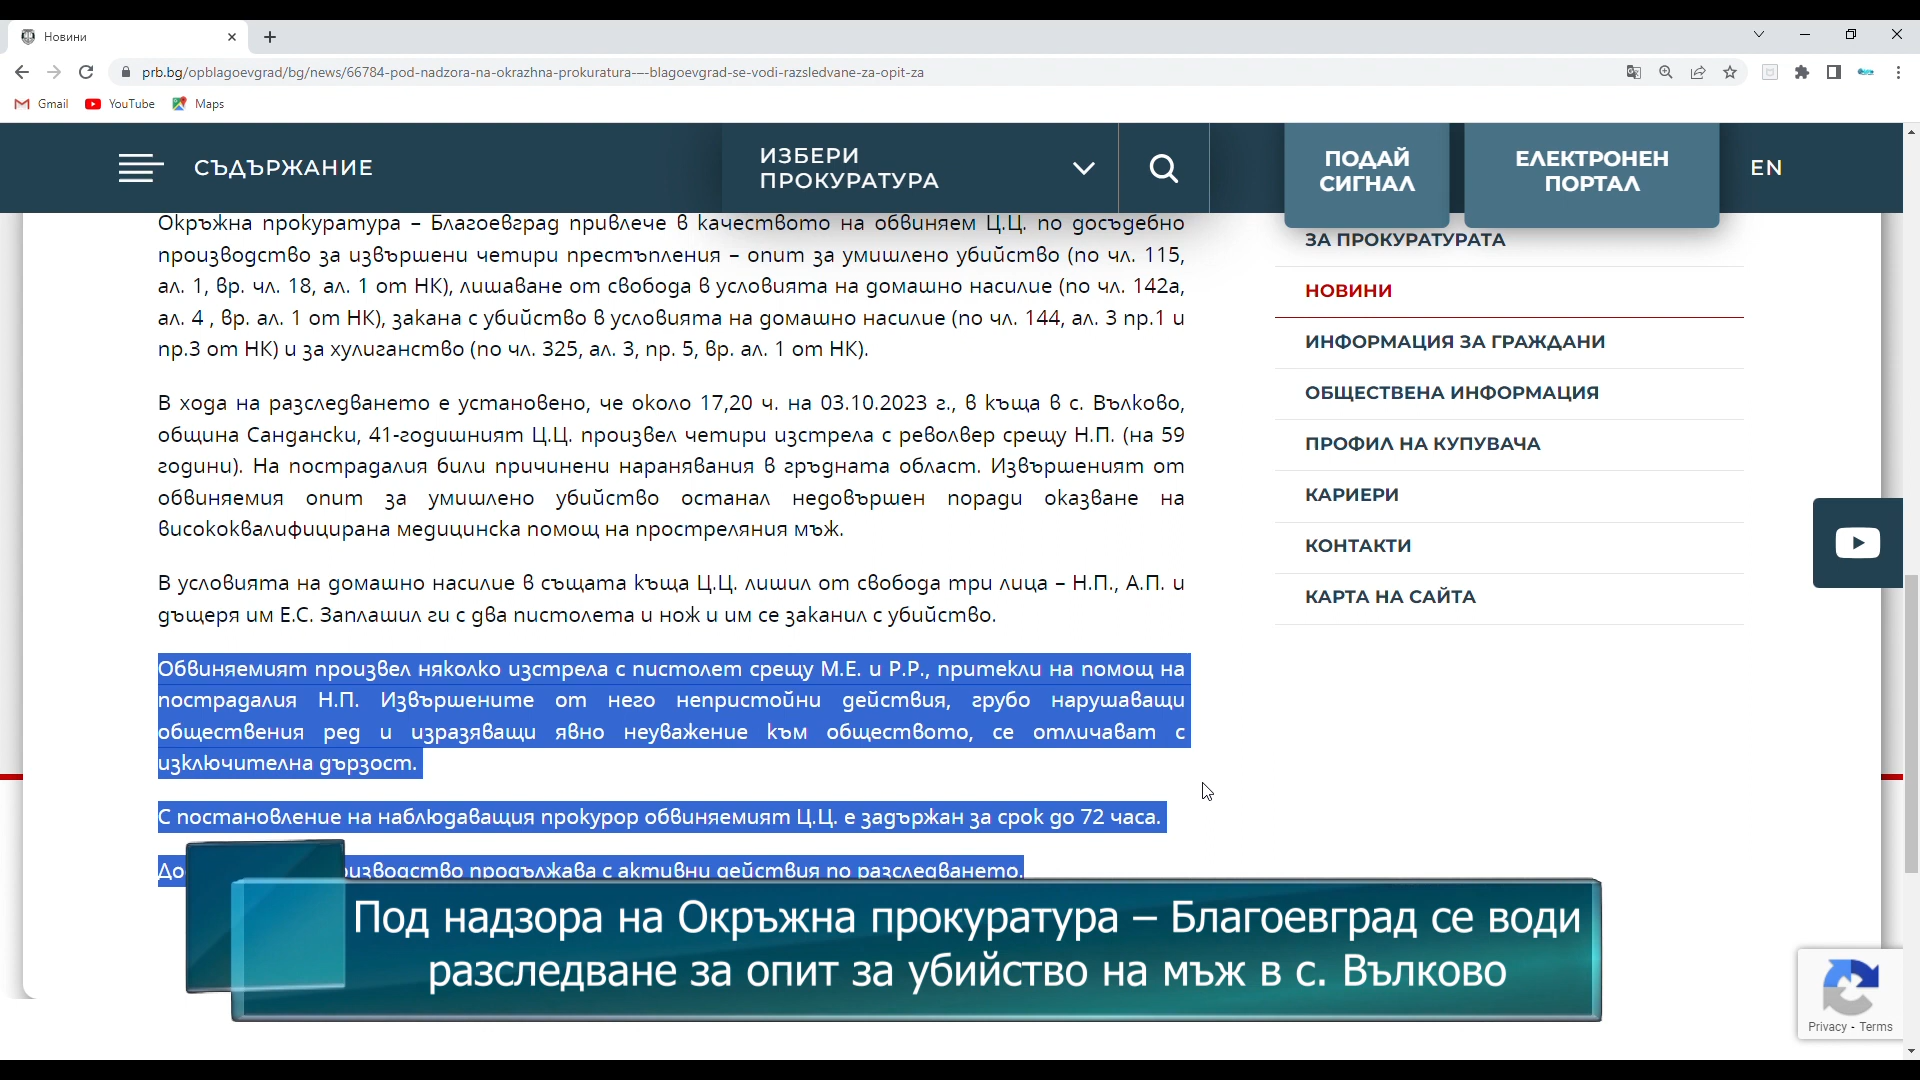 Новини
prb.bg/opblagoevgrad/bg/news/66784-pod-nadzora-na-okrazhna-prokuratura-–-blagoevgrad-se-vodi-razsledvane-za-opit-za
Gmail YouTube Maps
СЪДЪРЖАНИЕ
ИЗБЕРИ
ПРОКУРАТУРА
ПОДАЙ
СИГНАЛ
ЕЛЕКТРОНЕН
ПОРТАЛ
EN
Окръжна прокуратура – Благоевград привлече в качеството на обвиняем Ц.Ц. по досъдебно
производство за извършени четири престъпления – опит за умишлено убийство (по чл. 115,
ал. 1, вр. чл. 18, ал. 1 от НК), лишаване от свобода в условията на домашно насилие (по чл. 142а,
ал. 4 , вр. ал. 1 от НК), закана с убийство в условията на домашно насилие (по чл. 144, ал. 3 пр.1 и
пр.3 от НК) и за хулиганство (по чл. 325, ал. 3, пр. 5, вр. ал. 1 от НК).
В хода на разследването е установено, че около 17,20 ч. на 03.10.2023 г., в къща в с. Вълково,
община Сандански, 41-годишният Ц.Ц. произвел четири изстрела с револвер срещу Н.П. (на 59
години). На пострадалия били причинени наранявания в гръдната област. Извършеният от
обвиняемия опит за умишлено убийство останал недовършен поради оказване на
висококвалифицирана медицинска помощ на простреляния мъж.
В условията на домашно насилие в същата къща Ц.Ц. лишил от свобода три лица – Н.П., А.П. и
дъщеря им Е.С. Заплашил ги с два пистолета и нож и им се заканил с убийство.
Обвиняемият произвел няколко изстрела с пистолет срещу М.Е. и Р.Р., притекли на помощ на
пострадалия Н.П. Извършените от него непристойни действия, грубо нарушаващи
обществения ред и изразяващи явно неуважение към обществото, се отличават с
изключителна дързост.
С постановление на наблюдаващия прокурор обвиняемият Ц.Ц. е задържан за срок до 72 часа.
продължава с активни действия по разследването.
ЗА ПРОКУРАТУРАТА
НОВИНИ
ИНФОРМАЦИЯ ЗА ГРАЖДАНИ
ОБЩЕСТВЕНА ИНФОРМАЦИЯ
ПРОФИЛ НА КУПУВАЧА
КАРИЕРИ
КОНТАКТИ
КАРТА НА САЙТА
Под надзора на Окръжна прокуратура – Благоевград се води
разследване за опит за убийство на мъж в с. Вълково
Privacy - Terms